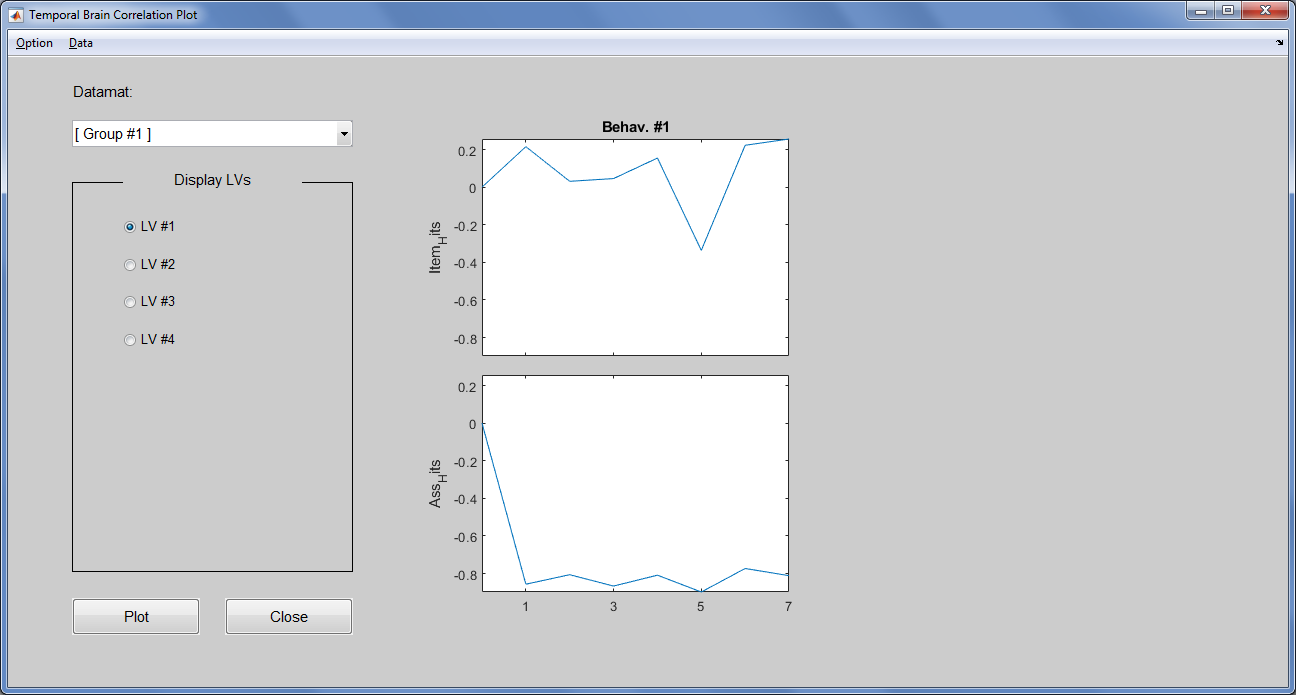 Temporal Brain Correlation Plot
Option Data
Datamat:
[ Group #1 ]
Display LVs
LV #1
LV #2
LV #3
LV #4
Plot Close
Behav. #1
0.2
0
-0.2
-0.4
-0.6
-0.8
Item_Hits
0.2
0
-0.2
-0.4
-0.6
-0.8
Ass_Hits
1 3 5 7